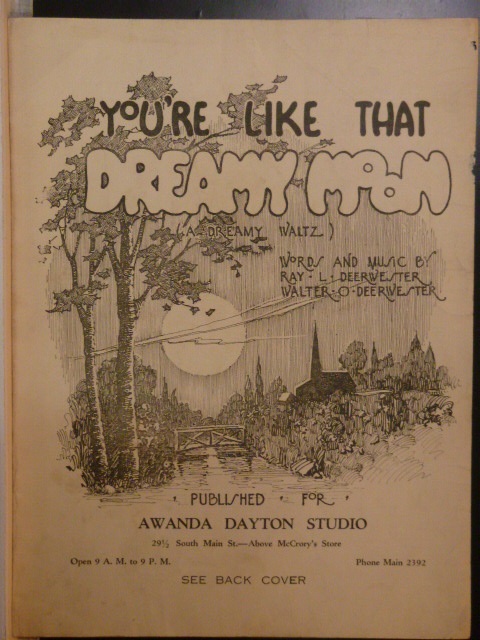 YOU'RE LIKE THAT
DREAMY MOON
(A DREAMY WALTZ)
WORDS AND MUSIC BY
RAY · L · DEERWESTER
WALTER · O · DEERWESTER
· PUBLISHED · FOR ·
AWANDA DAYTON STUDIO
29½ South Main St.—Above McCrory's Store
Open 9 A. M. to 9 P. M. Phone Main 2392
SEE BACK COVER